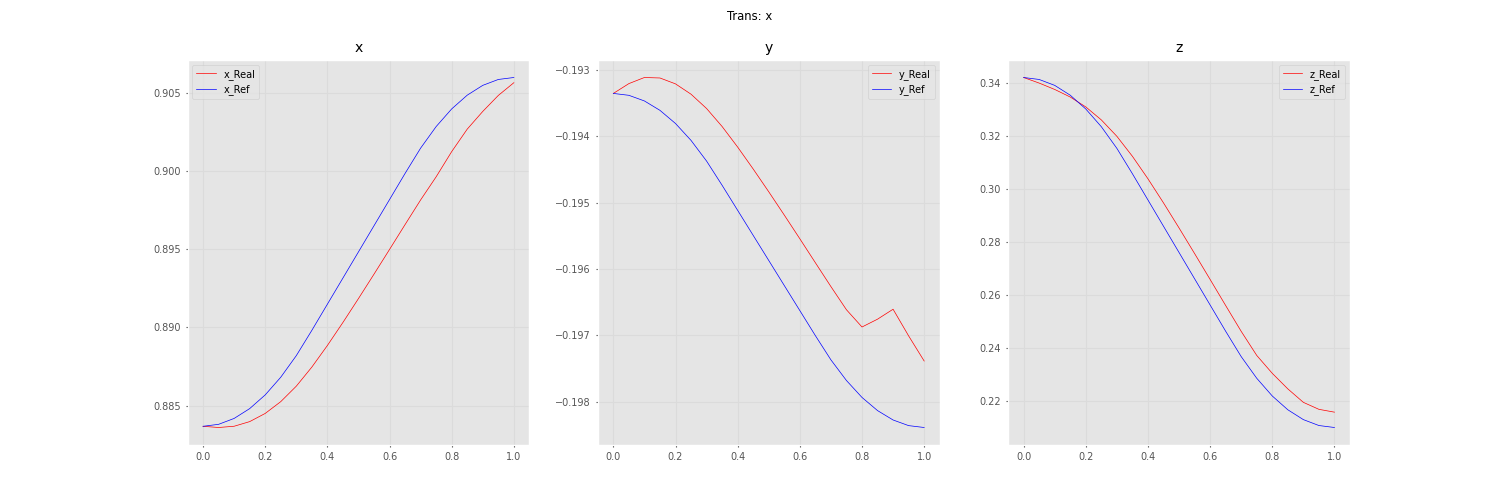 Trans: x
x
x_Real
x_Ref
0.905
0.900
0.895
0.890
0.885
0.0 0.2 0.4 0.6 0.8 1.0
y
y_Real
y_Ref
−0.193
−0.194
−0.195
−0.196
−0.197
−0.198
0.0 0.2 0.4 0.6 0.8 1.0
z
z_Real
z_Ref
0.34
0.32
0.30
0.28
0.26
0.24
0.22
0.0 0.2 0.4 0.6 0.8 1.0